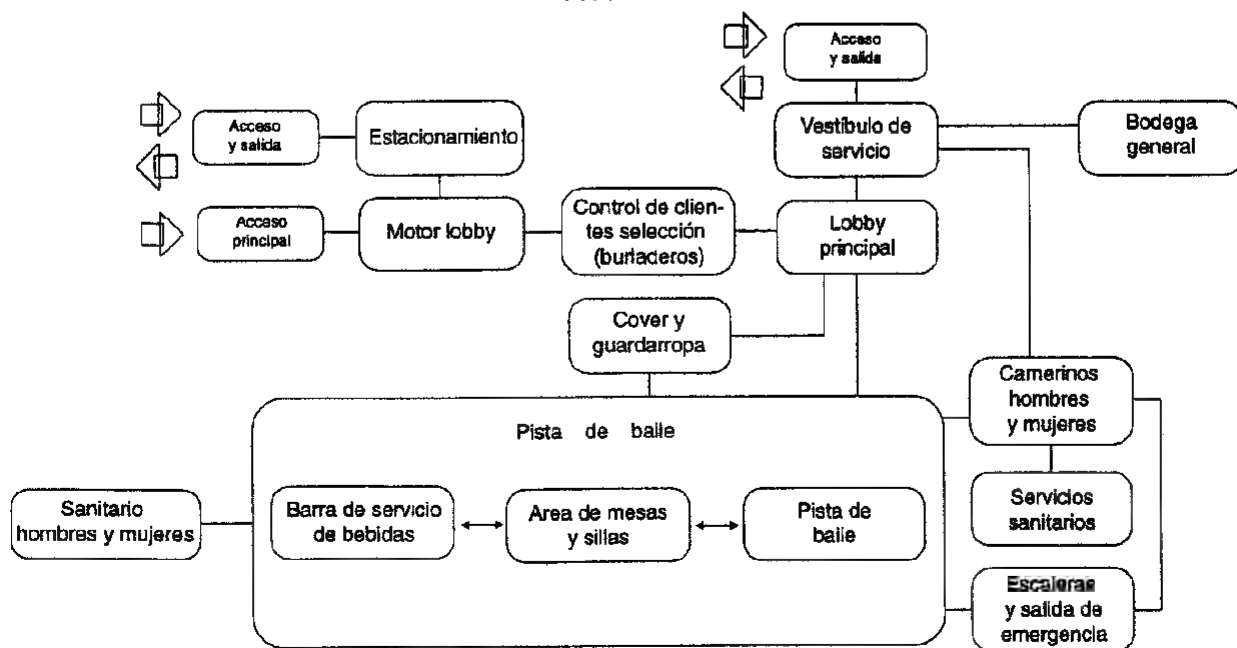 Acceso
y salida
Acceso
y salida
Estacionamiento
Vestíbulo de
servicio
Bodega
general
Acceso
principal
Motor lobby
Control de clien-
tes selección
(burladeros)
Lobby
principal
Cover y
guardarropa
Camerinos
hombres
y mujeres
Pista de baile
Sanitario
hombres y mujeres
Barra de servicio
de bebidas
Area de mesas
y sillas
Pista de
baile
Servicios
sanitarios
Escaleras
y salida de
emergencia